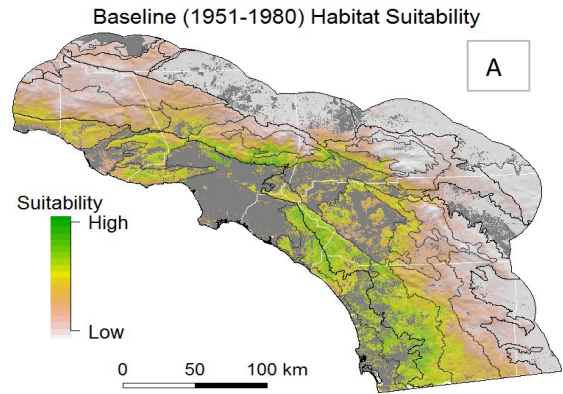 Baseline (1951-1980) Habitat Suitability
A
Suitability
High
Low
0 50 100 km